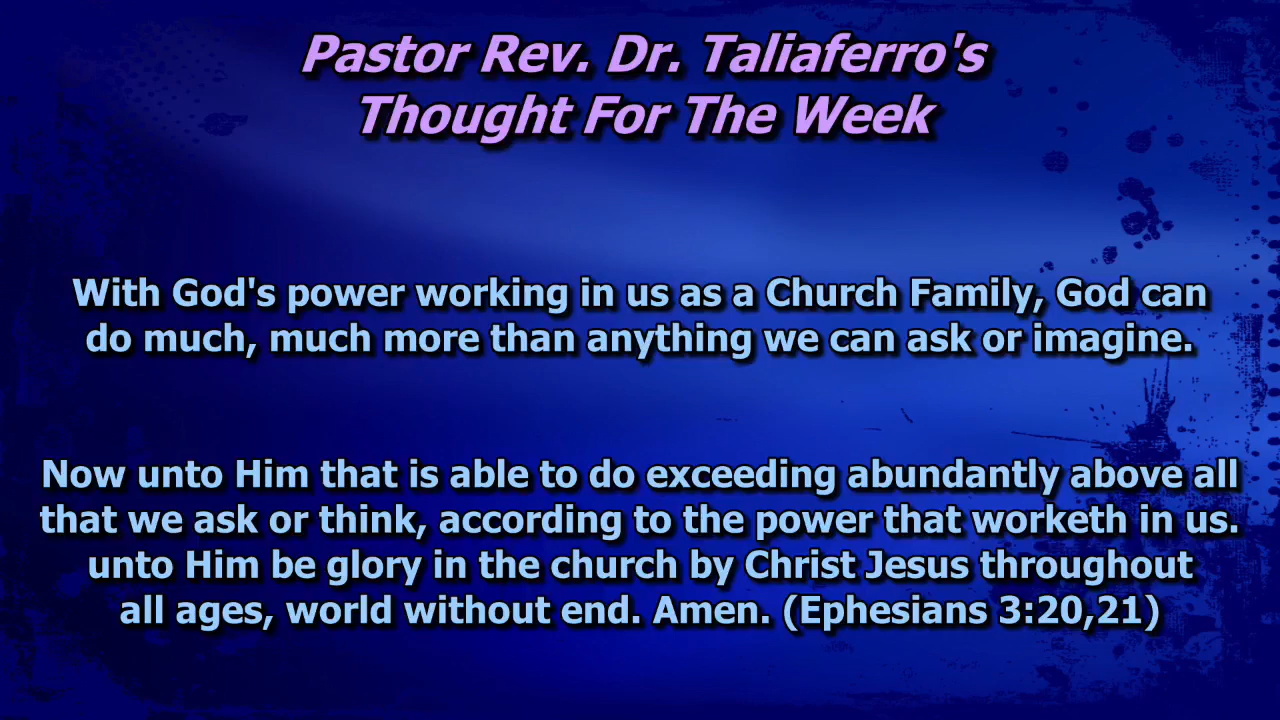 Pastor Rev. Dr. Taliaferro's
Thought For The Week
With God's power working in us as a Church Family, God can
do much, much more than anything we can ask or imagine.
Now unto Him that is able to do exceeding abundantly above all
that we ask or think, according to the power that worketh in us.
unto Him be glory in the church by Christ Jesus throughout
all ages, world without end. Amen. (Ephesians 3:20,21)